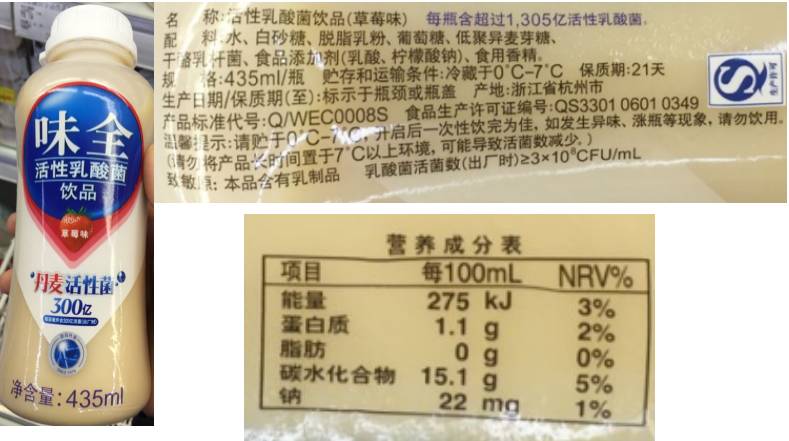 味全
活性乳酸菌
饮品
草莓味
丹麦活性菌
300亿
净含量:435ml
名 称:活性乳酸菌饮品(草莓味) 每瓶含超过1,305亿活性乳酸菌。
配 料:水、白砂糖、脱脂乳粉、葡萄糖、低聚异麦芽糖、
干酪乳杆菌、食品添加剂(乳酸、柠檬酸钠)、食用香精。
规 格:435ml/瓶 贮存和运输条件:冷藏于0°C-7°C 保质期:21天
生产日期/保质期(至):标示于瓶颈或瓶盖 产地:浙江省杭州市
产品标准代号:Q/WEC0008S 食品生产许可证编号:QS3301 0601 0349
温馨提示:请贮于0°C-7°C,开启后一次性饮完为佳,如发生异味、涨瓶等现象,请勿饮用。
(请勿将产品长时间置于7°C以上环境,可能导致活菌数减少。)
致敏原:本品含有乳制品 乳酸菌活菌数(出厂时)≥3×10⁸CFU/mL
生产许可
营养成分表
项目 每100mL NRV%
能量 275 kJ 3%
蛋白质 1.1 g 2%
脂肪 0 g 0%
碳水化合物 15.1 g 5%
钠 22 mg 1%